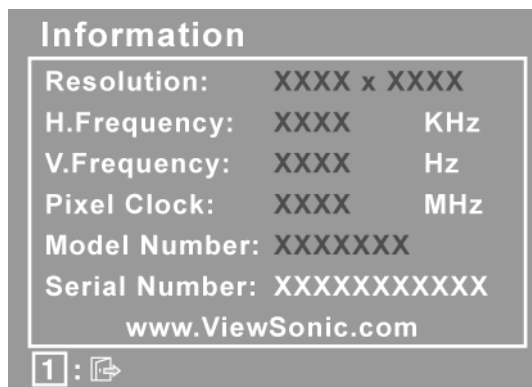 Information
Resolution: XXXX x XXXX
H.Frequency: XXXX KHz
V.Frequency: XXXX Hz
Pixel Clock: XXXX MHz
Model Number: XXXXXXX
Serial Number: XXXXXXXXXXX
www.ViewSonic.com
1 :